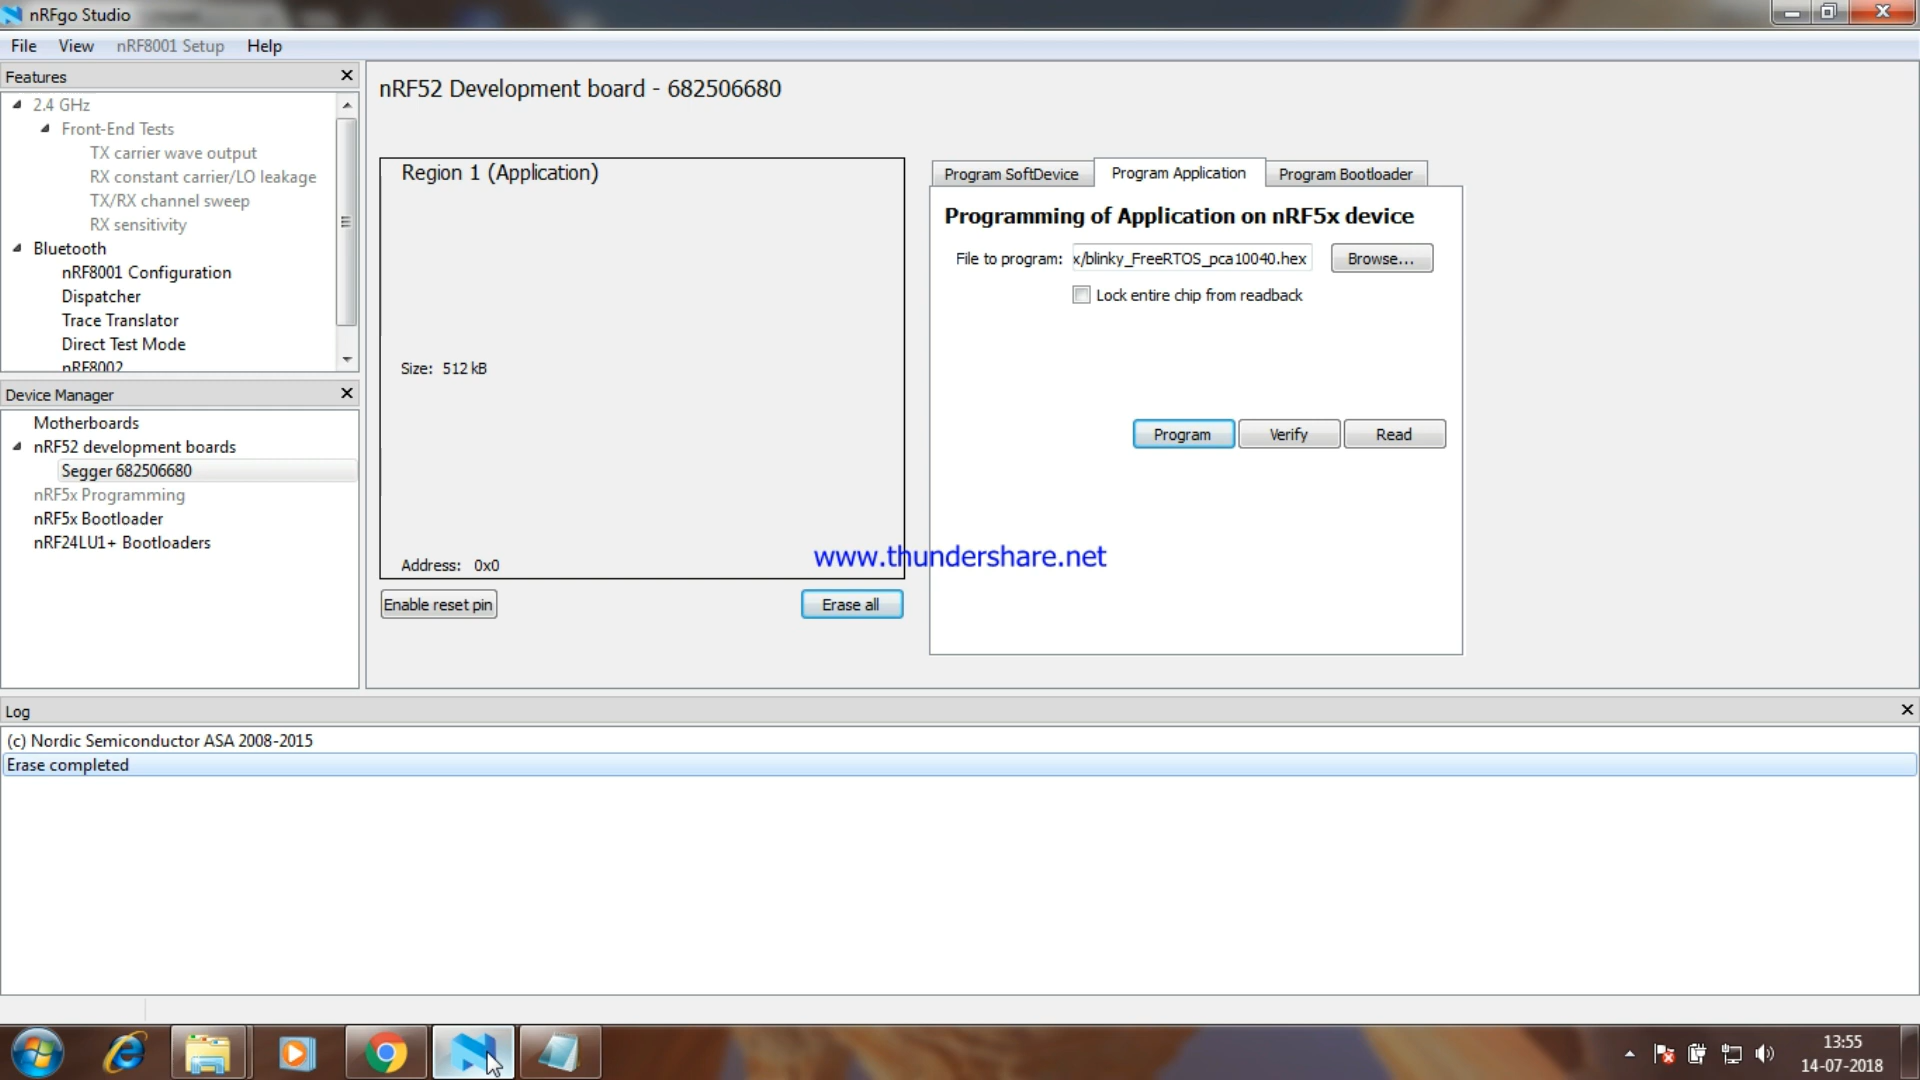 nRFgo Studio
File View nRF8001 Setup Help
Features
2.4 GHz
Front-End Tests
TX carrier wave output
RX constant carrier/LO leakage
TX/RX channel sweep
RX sensitivity
Bluetooth
nRF8001 Configuration
Dispatcher
Trace Translator
Direct Test Mode
nRF8002
Device Manager
Motherboards
nRF52 development boards
Segger 682506680
nRF5x Programming
nRF5x Bootloader
nRF24LU1+ Bootloaders
nRF52 Development board - 682506680
Region 1 (Application)
Size: 512 kB
Address: 0x0
Enable reset pin
Erase all
Program SoftDevice Program Application Program Bootloader
Programming of Application on nRF5x device
File to program: x/blinky_FreeRTOS_pca10040.hex Browse...
Lock entire chip from readback
Program Verify Read
www.thundershare.net
Log
(c) Nordic Semiconductor ASA 2008-2015
Erase completed
13:55
14-07-2018